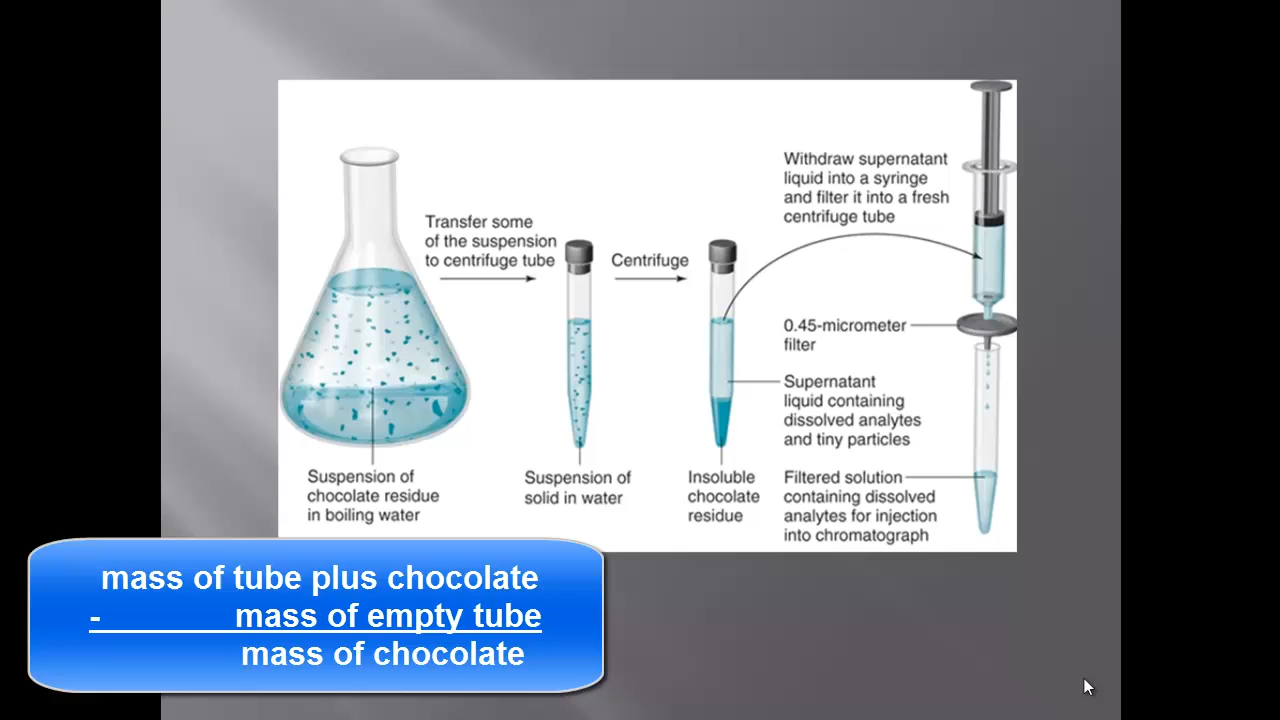 Withdraw supernatant
liquid into a syringe
and filter it into a fresh
centrifuge tube
Transfer some
of the suspension
to centrifuge tube
Centrifuge
0.45-micrometer
filter
Supernatant
liquid containing
dissolved analytes
and tiny particles
Suspension of
chocolate residue
in boiling water
Suspension of
solid in water
Insoluble
chocolate
residue
Filtered solution
containing dissolved
analytes for injection
into chromatograph
mass of tube plus chocolate
- mass of empty tube
mass of chocolate